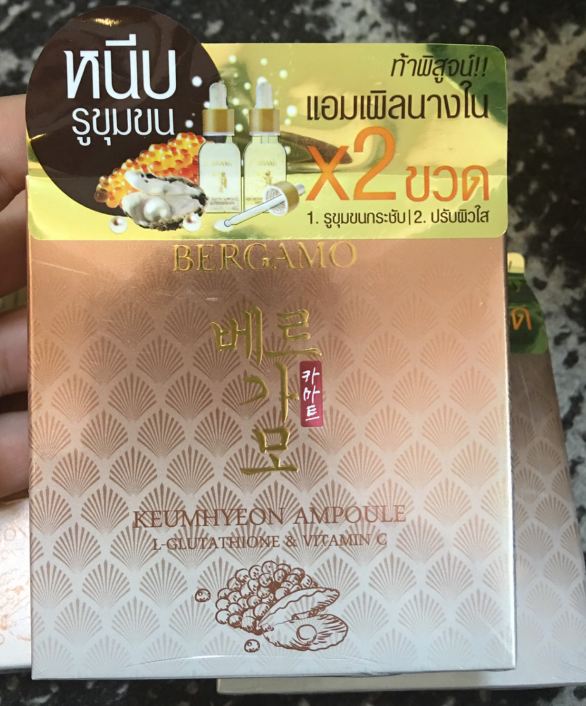 หนีบ
รูขุมขน
ท้าพิสูจน์!!
แอมเพิลนางใน
x2 ขวด
1. รูขุมขนกระชับ|2. ปรับผิวใส
BERGAMO
베르
가
모
카
마
트
KEUMHYEON AMPOULE
L-GLUTATHIONE & VITAMIN C
ด